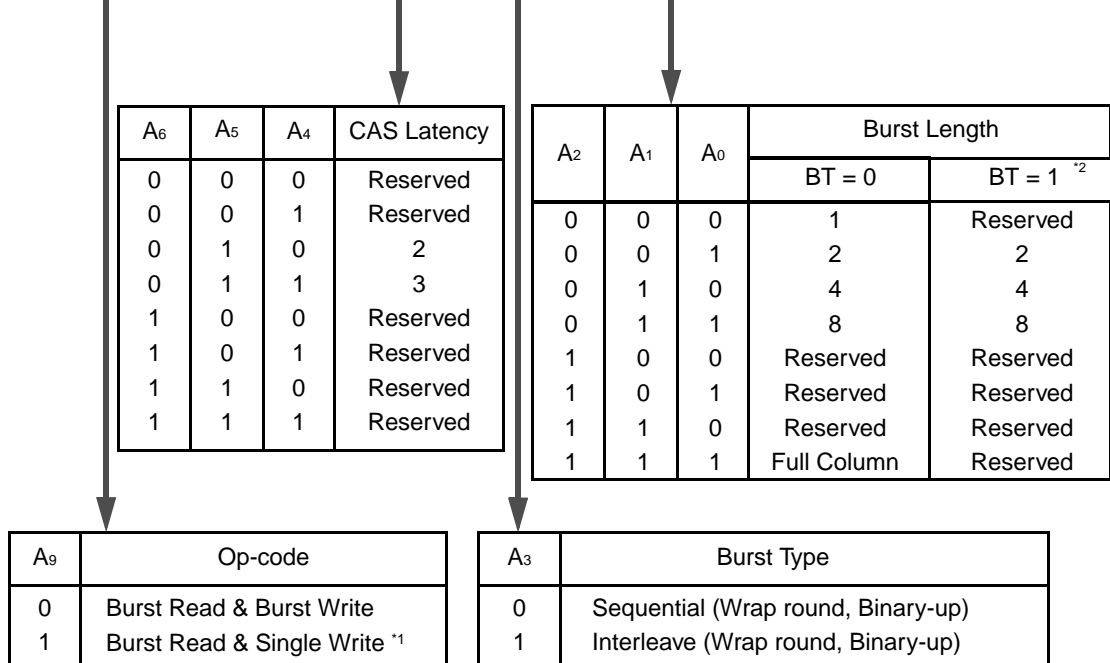 A6 A5 A4 CAS Latency
0 0 0 Reserved
0 0 1 Reserved
0 1 0 2
0 1 1 3
1 0 0 Reserved
1 0 1 Reserved
1 1 0 Reserved
1 1 1 Reserved
A2 A1 A0 Burst Length
BT = 0 BT = 1 *2
0 0 0 1 Reserved
0 0 1 2 2
0 1 0 4 4
0 1 1 8 8
1 0 0 Reserved Reserved
1 0 1 Reserved Reserved
1 1 0 Reserved Reserved
1 1 1 Full Column Reserved
A9 Op-code
0 Burst Read & Burst Write
1 Burst Read & Single Write *1
A3 Burst Type
0 Sequential (Wrap round, Binary-up)
1 Interleave (Wrap round, Binary-up)